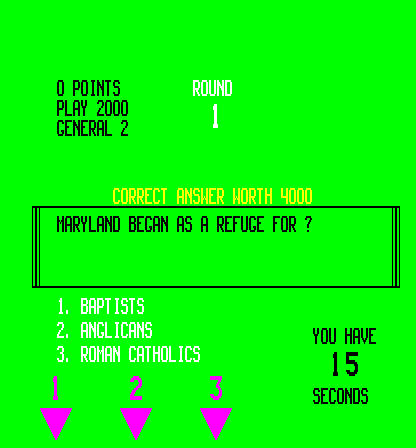 0 POINTS
ROUND
PLAY 2000
1
GENERAL 2
CORRECT ANSWER WORTH 4000
MARYLAND BEGAN AS A REFUGE FOR ?
1. BAPTISTS
2. ANGLICANS
3. ROMAN CATHOLICS
YOU HAVE
15
SECONDS
1 2 3